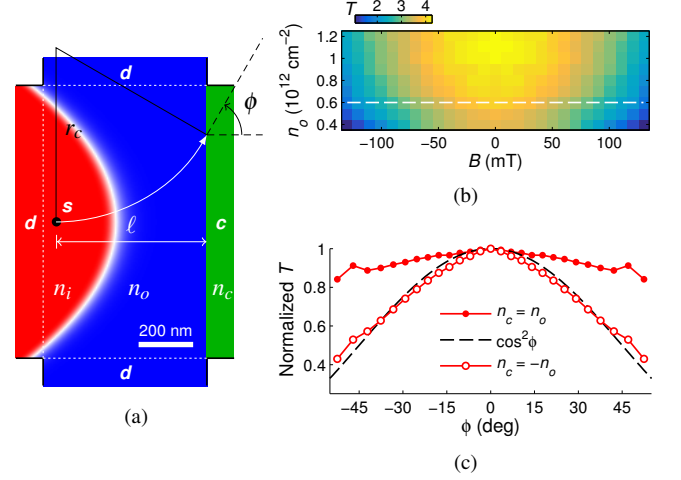 d
ϕ
r_c
s
d
ℓ
c
n_i
n_o
n_c
200 nm
d
(a)
T 2 3 4
n_o (10^12 cm^-2)
1.2
1
0.8
0.6
0.4
-100 -50 0 50 100
B (mT)
(b)
Normalized T
1
0.8
0.6
0.4
n_c = n_o
cos²ϕ
n_c = -n_o
-45 -30 -15 0 15 30 45
ϕ (deg)
(c)